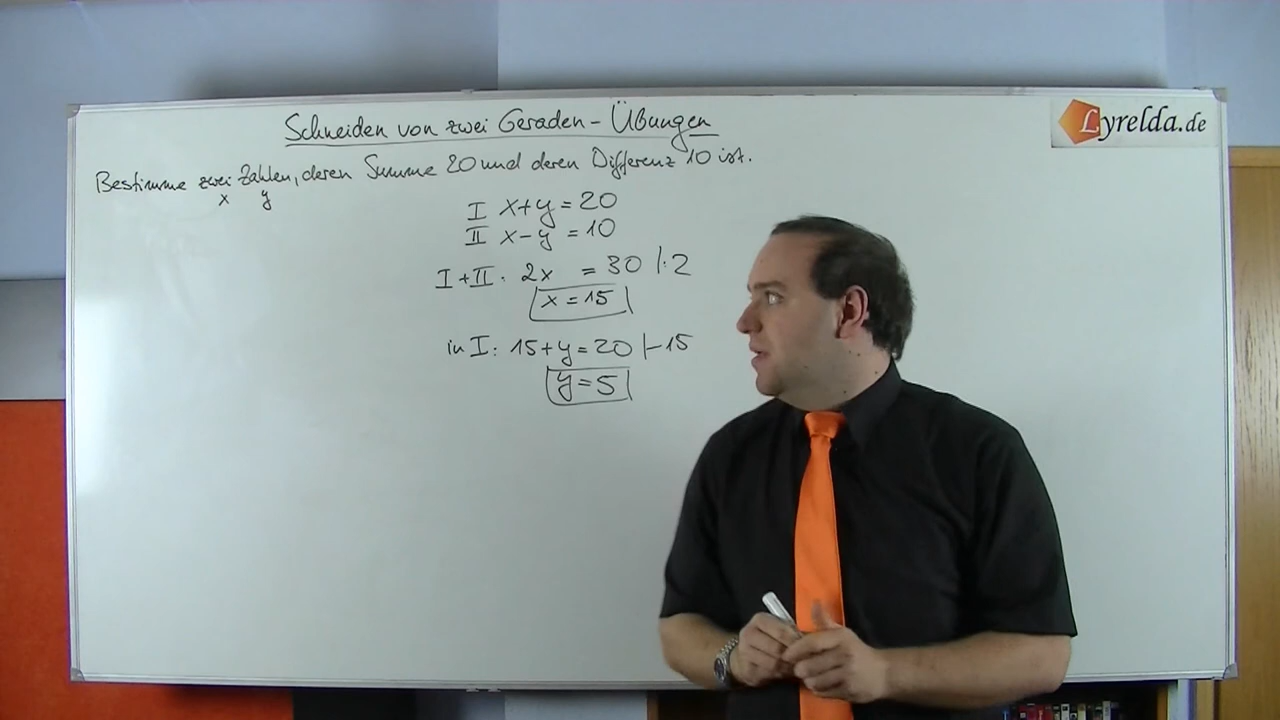 Schneiden von zwei Geraden - Übungen
Lyrelda.de
Bestimme zwei Zahlen, deren Summe 20 und deren Differenz 10 ist.
x y
I x+y=20
II x-y=10
I+II: 2x = 30 |:2
x=15
in I: 15+y=20 |-15
y=5